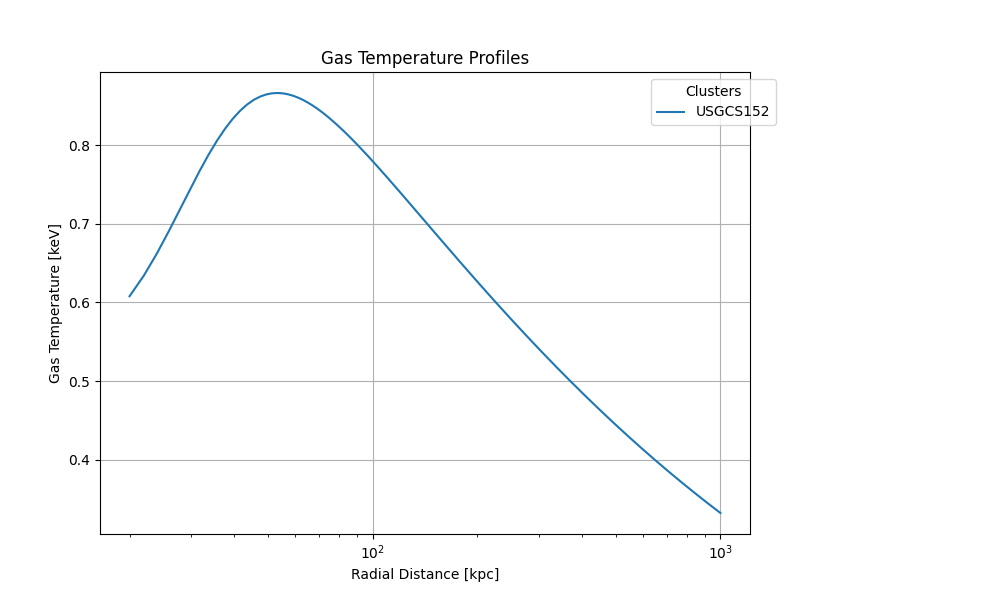 Gas Temperature Profiles
Clusters
USGCS152
0.8
0.7
0.6
0.5
0.4
Gas Temperature [keV]
10²
10³
Radial Distance [kpc]